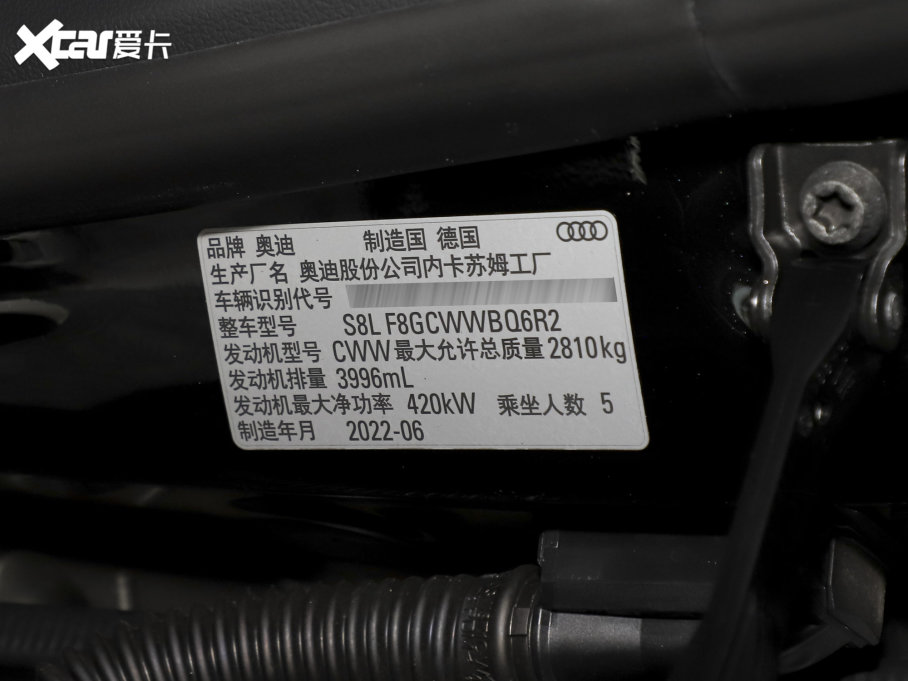 Xcar爱卡
品牌 奥迪 制造国 德国
生产厂名 奥迪股份公司内卡苏姆工厂
车辆识别代号
整车型号 S8L F8GCWWBQ6R2
发动机型号 CWW 最大允许总质量 2810kg
发动机排量 3996mL
发动机最大净功率 420kW 乘坐人数 5
制造年月 2022-06